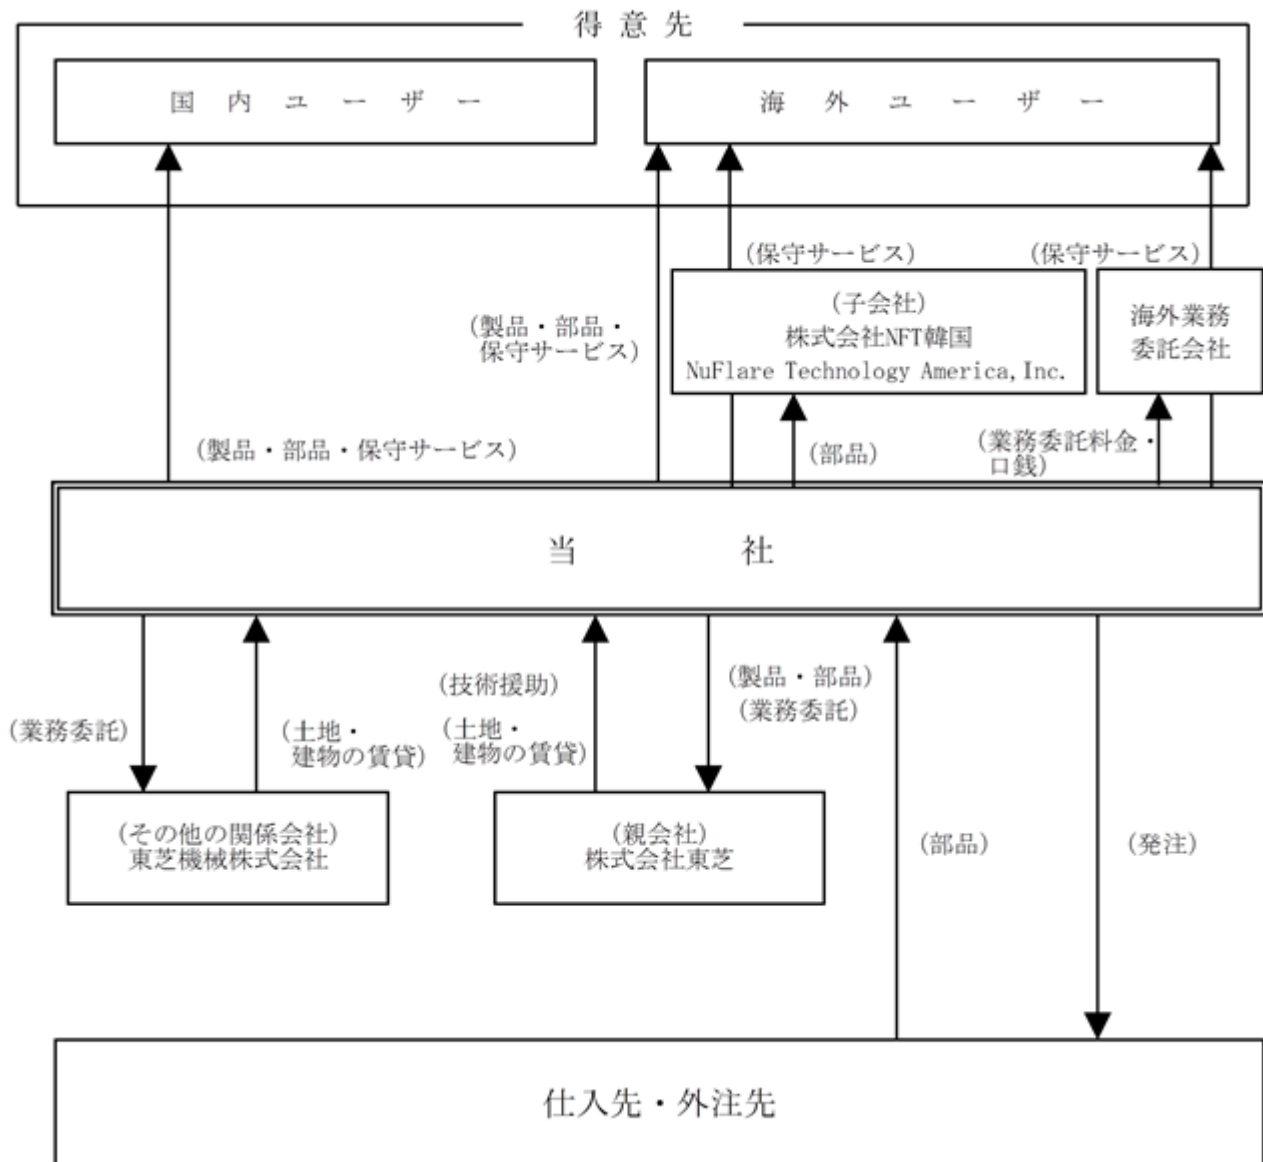 得意先
国内ユーザー
海外ユーザー
(保守サービス)
(保守サービス)
(子会社)
株式会社NFT韓国
NuFlare Technology America,Inc.
海外業務
委託会社
(製品・部品・
保守サービス)
(製品・部品・保守サービス)
(部品)
(業務委託料金・
口銭)
当社
(業務委託)
(土地・
建物の賃貸)
(技術援助)
(土地・
建物の賃貸)
(製品・部品)
(業務委託)
(その他の関係会社)
東芝機械株式会社
(親会社)
株式会社東芝
(部品)
(発注)
仕入先・外注先